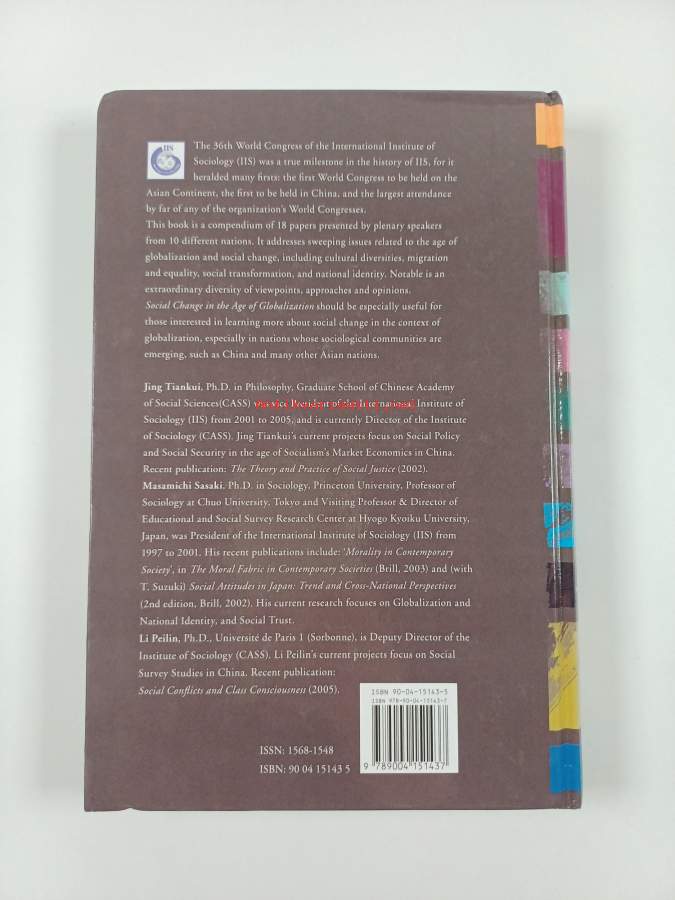 IIS
The 36th World Congress of the International Institute of
Sociology (IIS) was a true milestone in the history of IIS, for it
heralded many firsts: the first World Congress to be held on the
Asian Continent, the first to be held in China, and the largest attendance
by far of any of the organization's World Congresses.
This book is a compendium of 18 papers presented by plenary speakers
from 10 different nations. It addresses sweeping issues related to the age of
globalization and social change, including cultural diversities, migration
and equality, social transformation, and national identity. Notable is an
extraordinary diversity of viewpoints, approaches and opinions.
Social Change in the Age of Globalization should be especially useful for
those interested in learning more about social change in the context of
globalization, especially in nations whose sociological communities are
emerging, such as China and many other Asian nations.
Jing Tiankui, Ph.D. in Philosophy, Graduate School of Chinese Academy
of Social Sciences(CASS) was vice President of the International Institute of
Sociology (IIS) from 2001 to 2005, and is currently Director of the Institute
of Sociology (CASS). Jing Tiankui's current projects focus on Social Policy
and Social Security in the age of Socialism's Market Economics in China.
Recent publication: The Theory and Practice of Social Justice (2002).
Masamichi Sasaki, Ph.D. in Sociology, Princeton University, Professor of
Sociology at Chuo University, Tokyo and Visiting Professor & Director of
Educational and Social Survey Research Center at Hyogo Kyoiku University,
Japan, was President of the International Institute of Sociology (IIS) from
1997 to 2001. His recent publications include: 'Morality in Contemporary
Society', in The Moral Fabric in Contemporary Societies (Brill, 2003) and (with
T. Suzuki) Social Attitudes in Japan: Trend and Cross-National Perspectives
(2nd edition, Brill, 2002). His current research focuses on Globalization and
National Identity, and Social Trust.
Li Peilin, Ph.D., Université de Paris 1 (Sorbonne), is Deputy Director of the
Institute of Sociology (CASS). Li Peilin's current projects focus on Social
Survey Studies in China. Recent publication:
Social Conflicts and Class Consciousness (2005).
ISBN 90-04-15143-5
ISBN 978-90-04-15143-7
9 789004 151437
ISSN: 1568-1548
ISBN: 90 04 15143 5